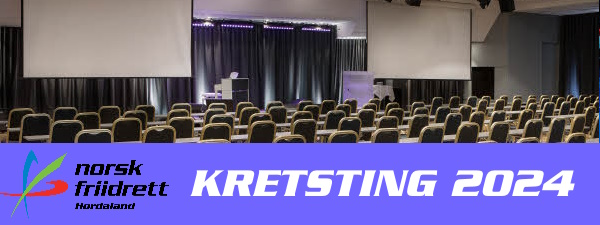 norsk
friidrett
Hordaland
KRETSTING 2024